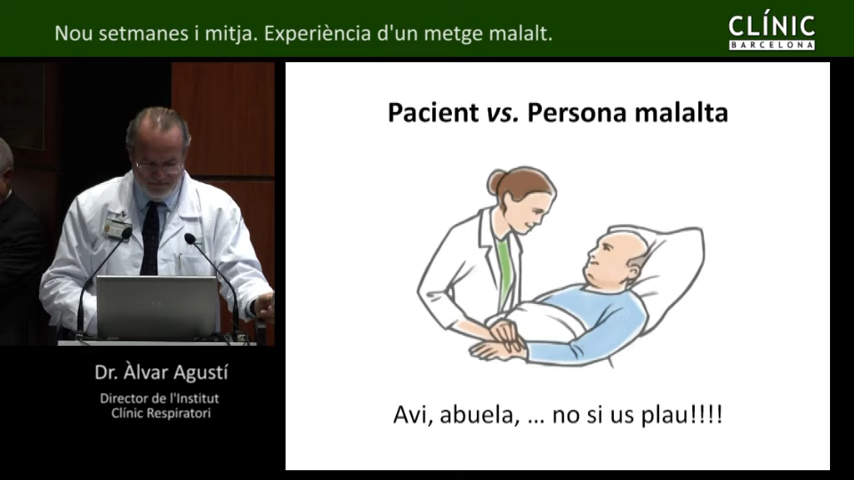 Nou setmanes i mitja. Experiència d'un metge malalt.
CLÍNIC
BARCELONA
Pacient vs. Persona malalta
Avi, abuela, ... no si us plau!!!!
Dr. Àlvar Agustí
Director de l'Institut
Clínic Respiratori